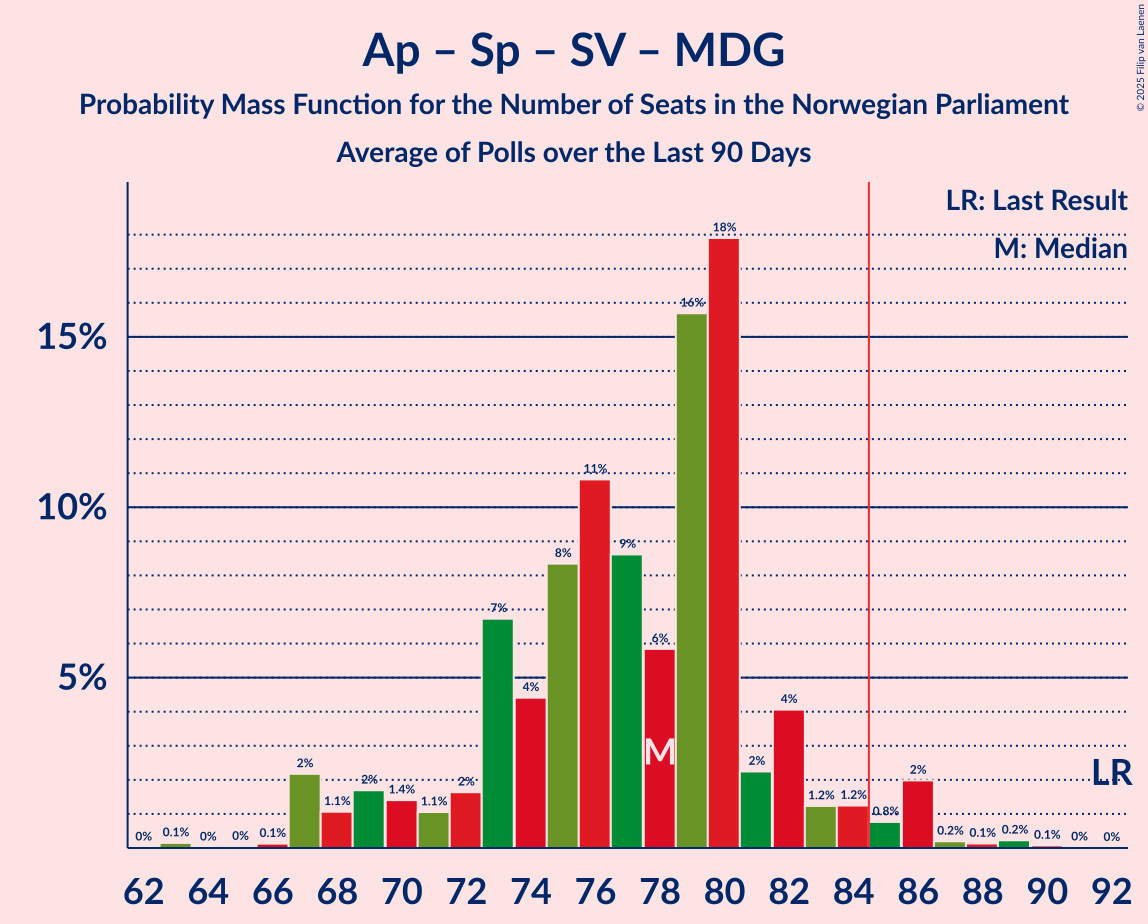 Ap – Sp – SV – MDG
Probability Mass Function for the Number of Seats in the Norwegian Parliament
Average of Polls over the Last 90 Days
© 2025 Filip van Laenen
LR: Last Result
M: Median
15%
10%
5%
0% 0.1% 0% 0% 0.1% 2% 1.1% 2% 1.4% 1.1% 2% 7% 4% 8% 11% 9% 6% 16% 18% 2% 4% 1.2% 1.2% 0.8% 2% 0.2% 0.1% 0.2% 0.1% 0% 0%
M
LR
62 64 66 68 70 72 74 76 78 80 82 84 86 88 90 92